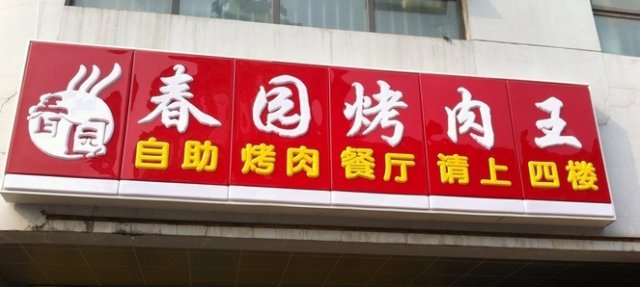 春园
春园烤肉王
自助 烤肉 餐厅 请上 四楼